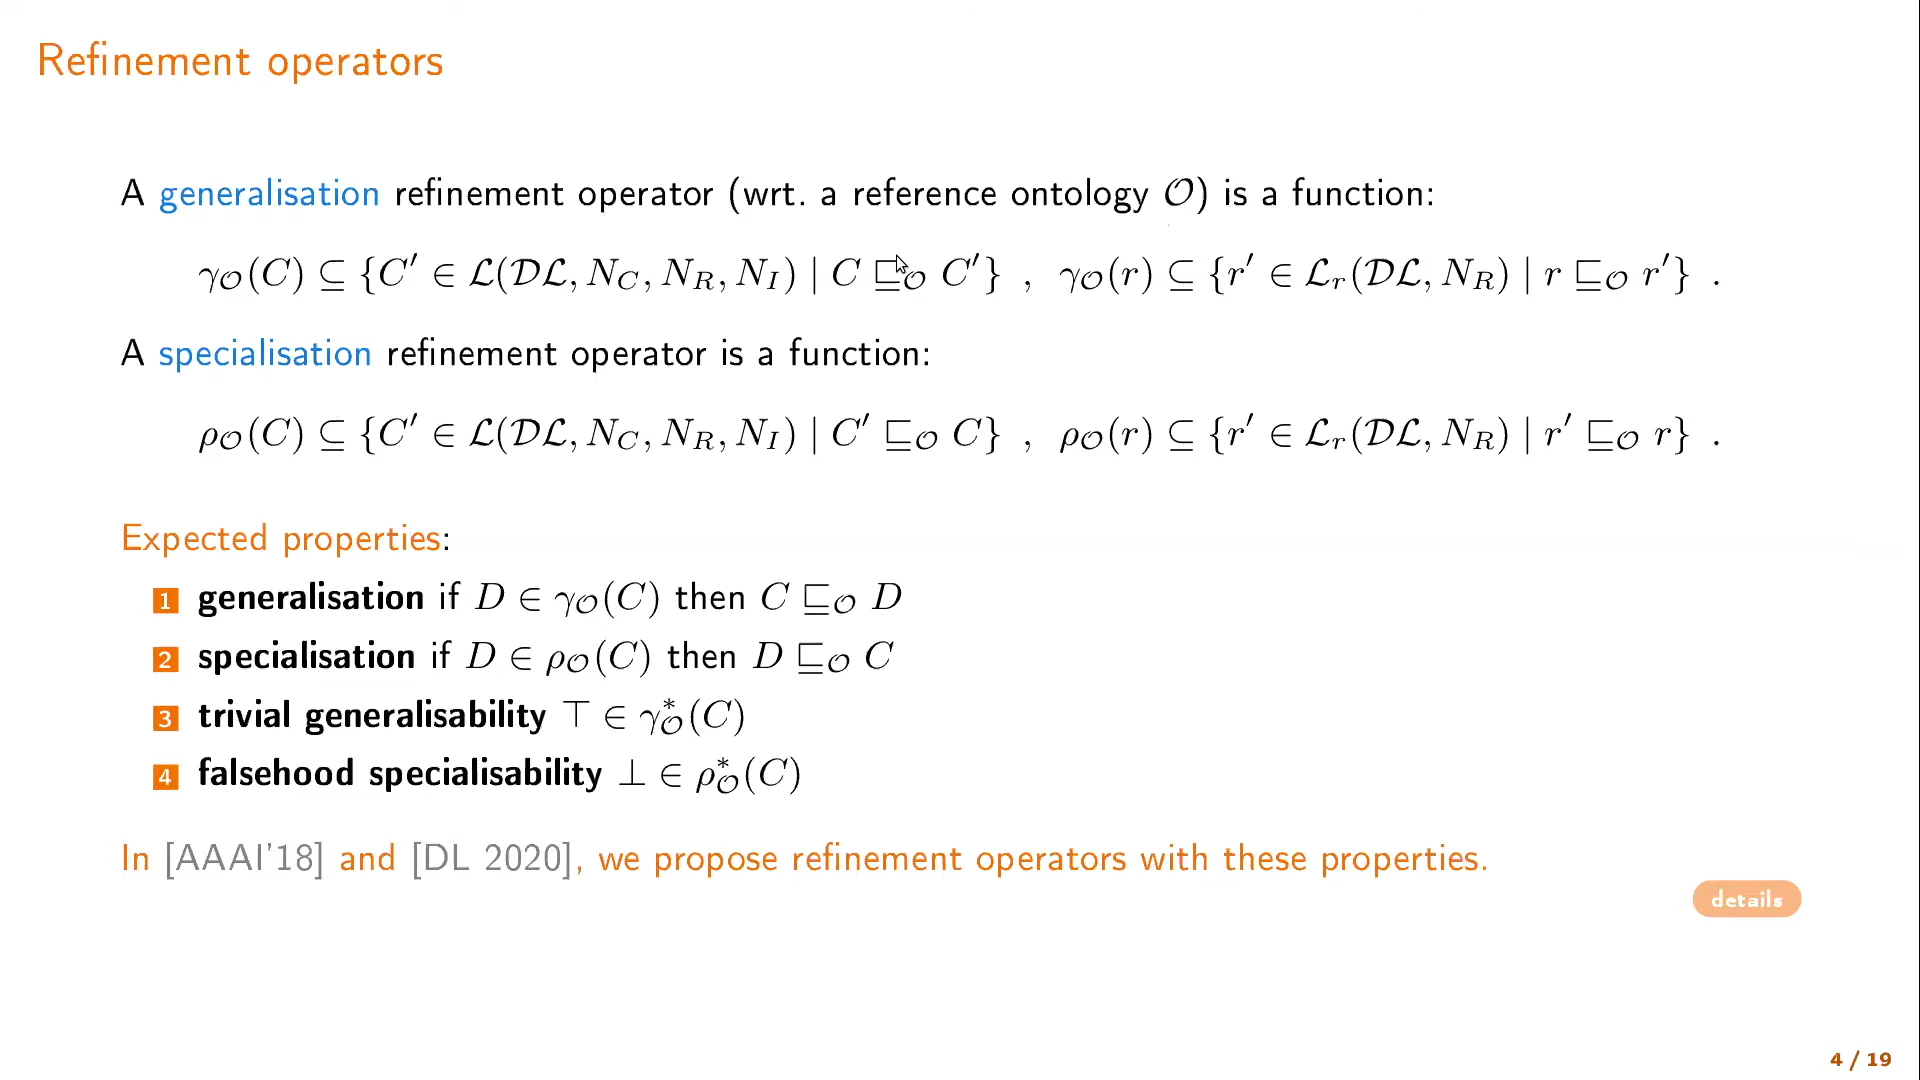 Refinement operators
A generalisation refinement operator (wrt. a reference ontology 𝒪) is a function:
γ𝒪(C) ⊆ {C′ ∈ ℒ(𝒟ℒ, N_C, N_R, N_I) | C ⊑𝒪 C′} , γ𝒪(r) ⊆ {r′ ∈ ℒ_r(𝒟ℒ, N_R) | r ⊑𝒪 r′} .
A specialisation refinement operator is a function:
ρ𝒪(C) ⊆ {C′ ∈ ℒ(𝒟ℒ, N_C, N_R, N_I) | C′ ⊑𝒪 C} , ρ𝒪(r) ⊆ {r′ ∈ ℒ_r(𝒟ℒ, N_R) | r′ ⊑𝒪 r} .
Expected properties:
1 generalisation if D ∈ γ𝒪(C) then C ⊑𝒪 D
2 specialisation if D ∈ ρ𝒪(C) then D ⊑𝒪 C
3 trivial generalisability ⊤ ∈ γ*𝒪(C)
4 falsehood specialisability ⊥ ∈ ρ*𝒪(C)
In [AAAI'18] and [DL 2020], we propose refinement operators with these properties.
details
4 / 19